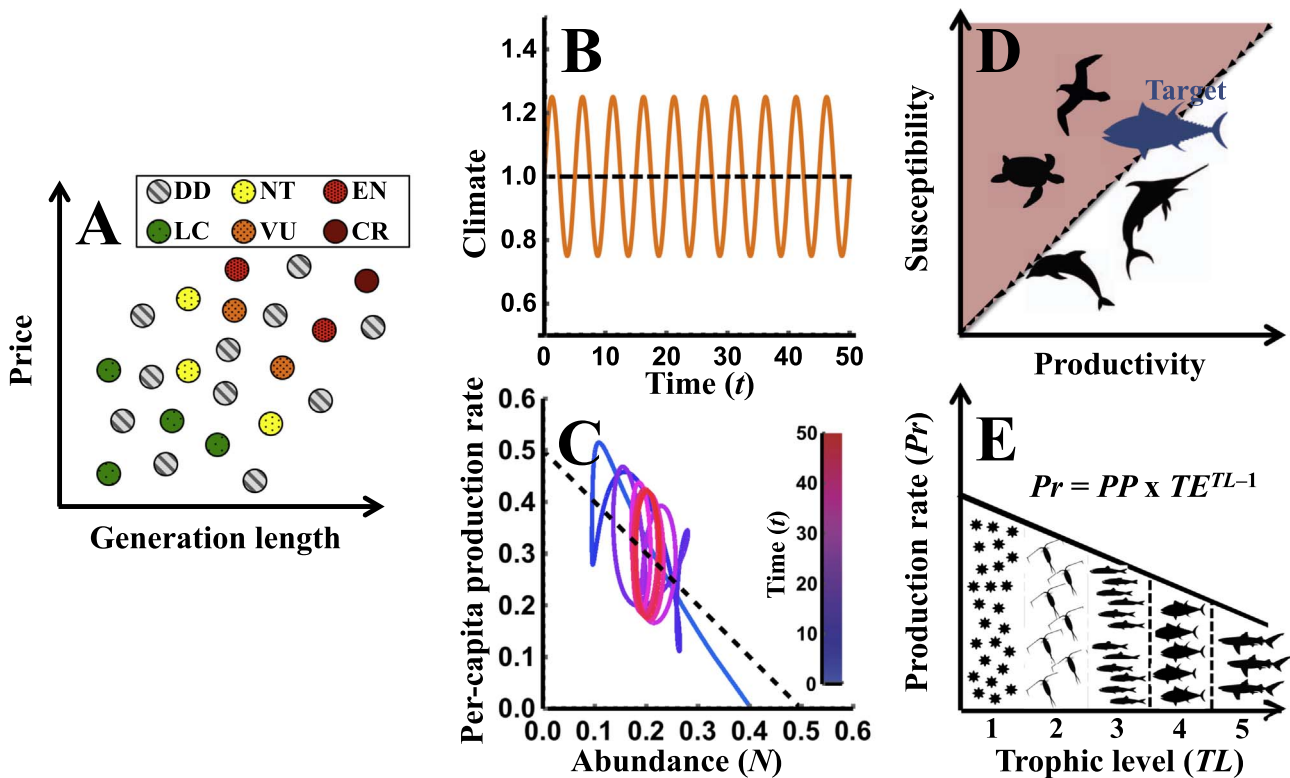 A
DD NT EN
LC VU CR
Price
Generation length
B
Climate
1.4
1.2
1.0
0.8
0.6
0 10 20 30 40 50
Time (t)
C
Per-capita production rate
0.6
0.5
0.4
0.3
0.2
0.1
0.0
0.0 0.1 0.2 0.3 0.4 0.5 0.6
Abundance (N)
Time (t)
50
40
30
20
10
0
D
Susceptibility
Target
Productivity
E
Production rate (Pr)
Pr = PP x TE^{TL–1}
1 2 3 4 5
Trophic level (TL)